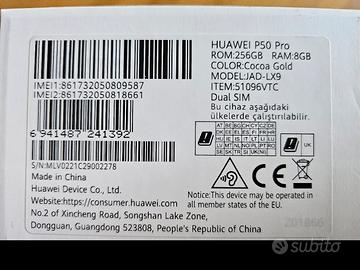 HUAWEI P50 Pro
ROM:256GB RAM:8GB
COLOR:Cocoa Gold
MODEL:JAD-LX9
ITEM:51096VTC
Dual SIM
Bu cihaz aşağıdaki
ülkelerde çalıştırılabilir.
IMEI1:861732050809587
IMEI2:861732050818661
6 941487 241392
S/N:MLV0221C29002278
UK
Made in China
Huawei Device Co., Ltd.
https://consumer.huawei.com
No.2 of Xincheng Road, Songshan Lake Zone,
Dongguan, Guangdong 523808, People's Republic of China
Notice:
This device may be operated
in all member states of
the EU.
subito